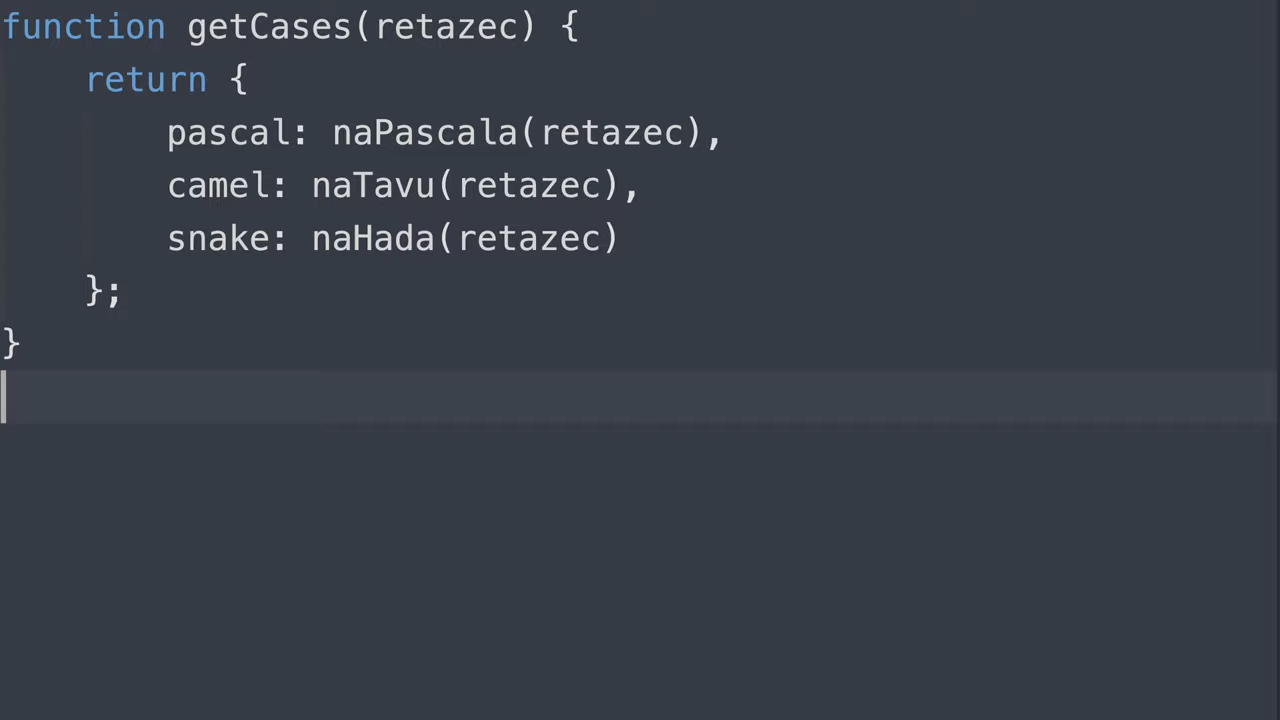 function getCases(retazec) {
    return {
        pascal: naPascala(retazec),
        camel: naTavu(retazec),
        snake: naHada(retazec)
    };
}